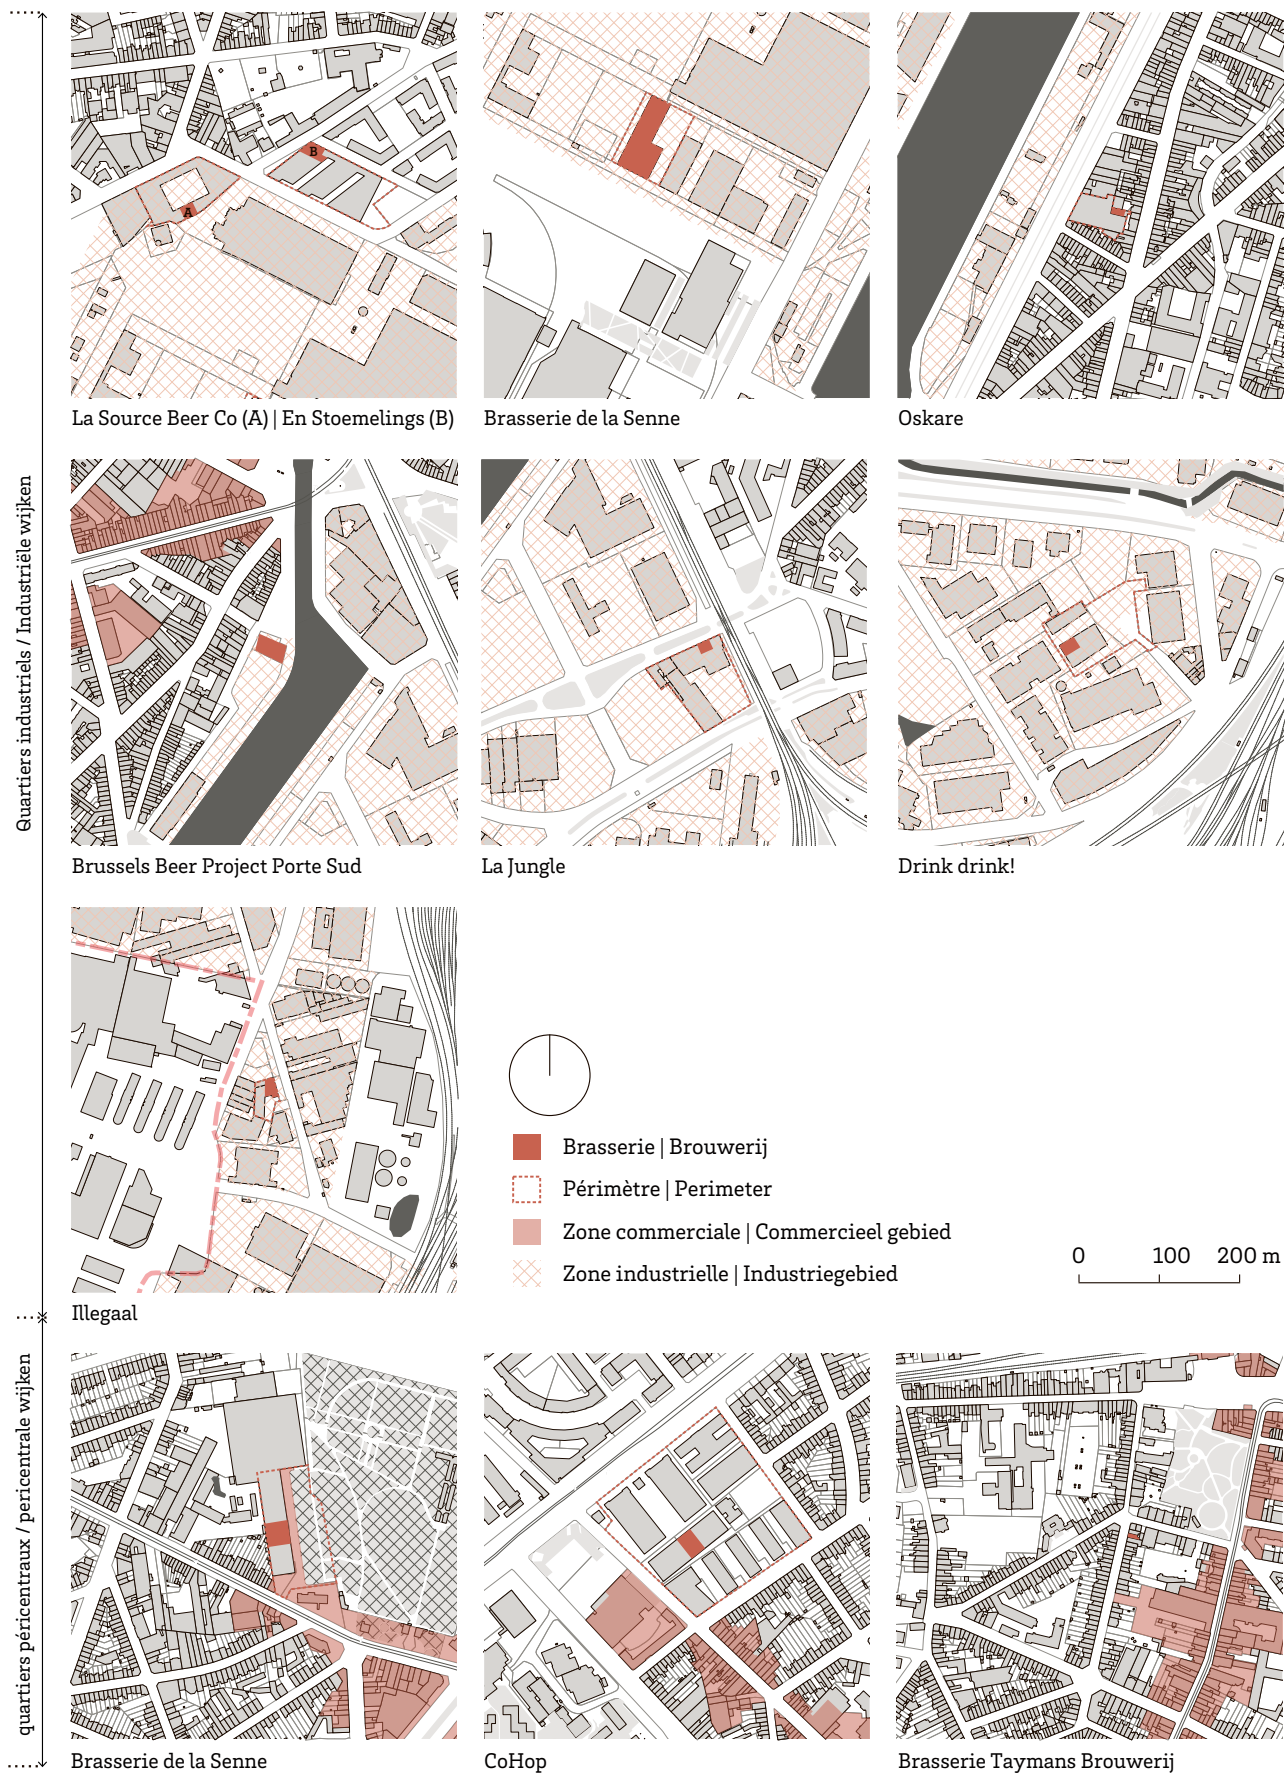 Quartiers industriels / Industriële wijken
B
A
La Source Beer Co (A) | En Stoemelings (B)
Brasserie de la Senne
Oskare
Brussels Beer Project Porte Sud
La Jungle
Drink drink!
Illegaal
Brasserie | Brouwerij
Périmètre | Perimeter
Zone commerciale | Commercieel gebied
Zone industrielle | Industriegebied
0 100 200 m
quartiers péricentraux / pericentrale wijken
Brasserie de la Senne
CoHop
Brasserie Taymans Brouwerij